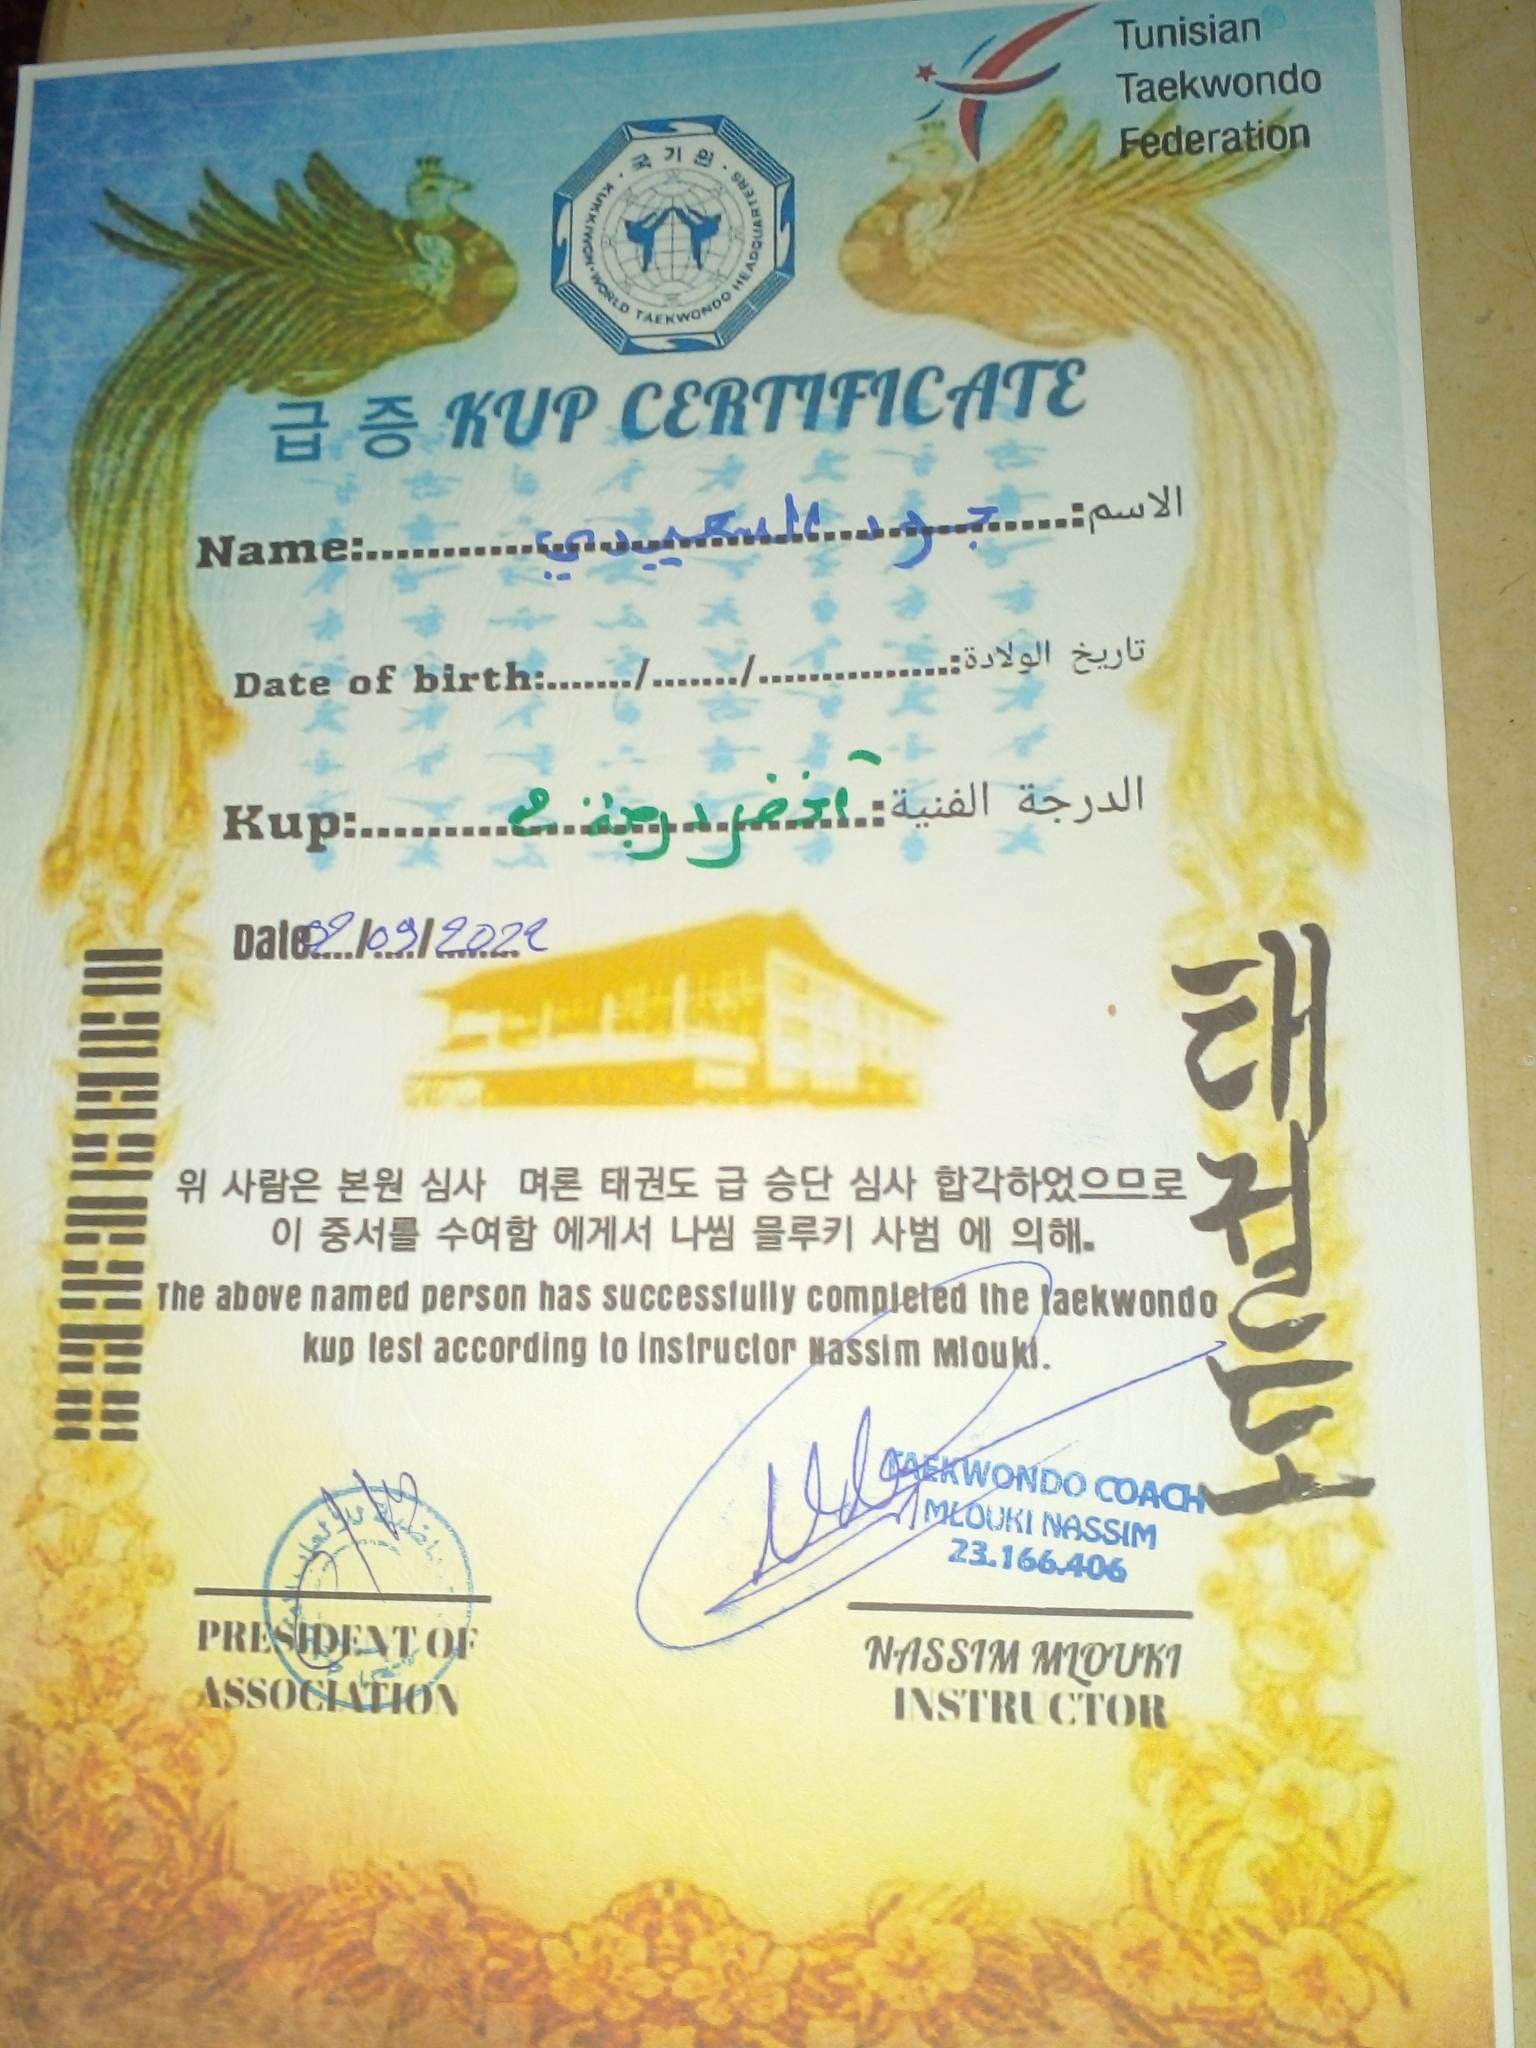 Tunisian
Taekwondo
Federation
국기원
KUKKIWON · WORLD TAEKWONDO HEADQUARTERS
급 증 KUP CERTIFICATE
Name:.......... السعيدي ..........:الاسم
Date of birth:......./......./................:تاريخ الولادة
Kup:.......... أخضر درجة 2 ..........:الدرجة الفنية
Date 02/09/2022
위 사람은 본원 심사 며론 태권도 급 승단 심사 합각하었으므로
이 중서를 수여함 에게서 나씸 믈루키 사범 에 의해.
The above named person has successfully completed the taekwondo
kup test according to instructor Nassim Mlouki.
태권도
TAEKWONDO COACH
MLOUKI NASSIM
23.166.406
PRESIDENT OF
ASSOCIATION
NASSIM MLOUKI
INSTRUCTOR